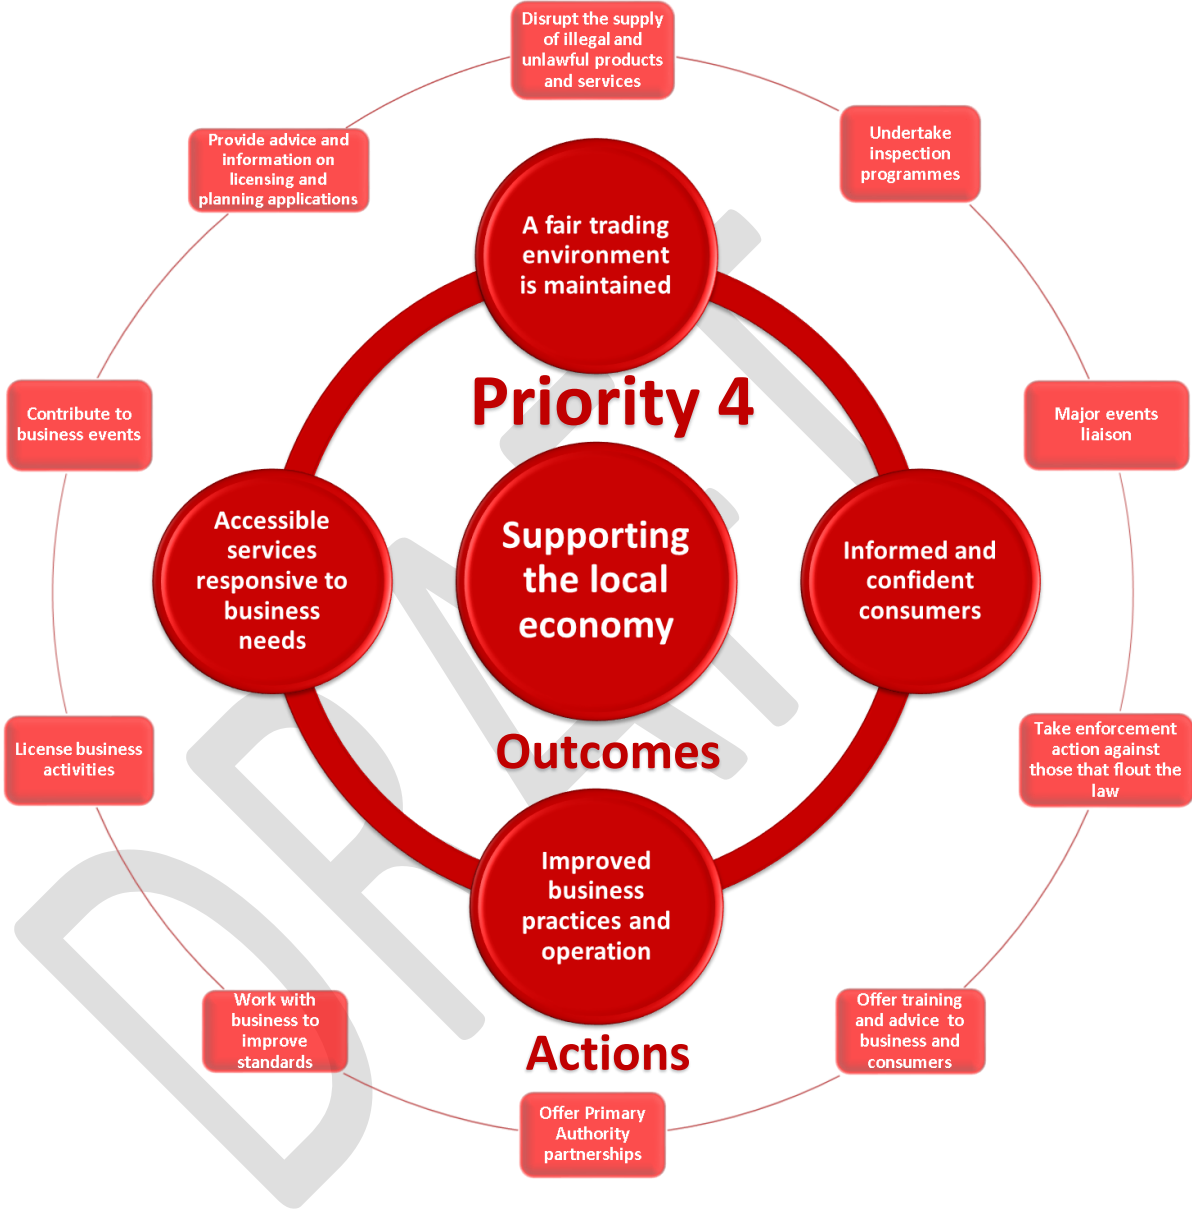 Disrupt the supply
of illegal and
unlawful products
and services
Undertake
inspection
programmes
Major events
liaison
Take enforcement
action against
those that flout the
law
Offer training
and advice to
business and
consumers
Offer Primary
Authority
partnerships
Work with
business to
improve
standards
License business
activities
Contribute to
business events
Provide advice and
information on
licensing and
planning applications
A fair trading
environment
is maintained
Informed and
confident
consumers
Improved
business
practices and
operation
Accessible
services
responsive to
business
needs
Priority 4
Supporting
the local
economy
Outcomes
Actions
DRAFT